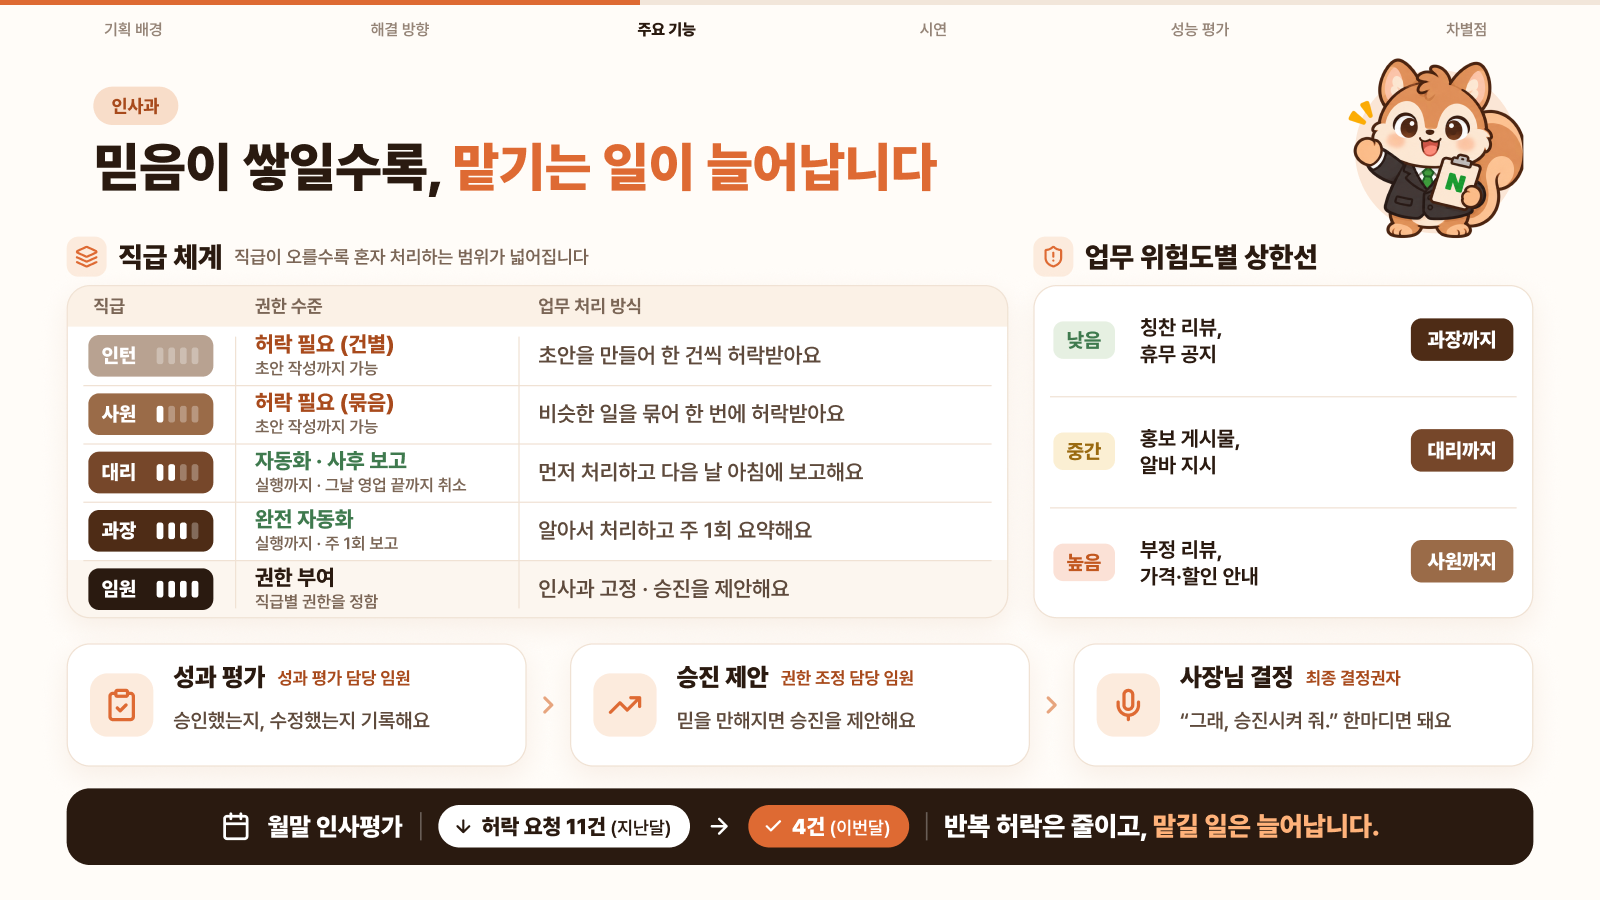 기획 배경
해결 방향
주요 기능
시연
성능 평가
차별점
인사과
믿음이 쌓일수록, 맡기는 일이 늘어납니다
N
직급 체계 직급이 오를수록 혼자 처리하는 범위가 넓어집니다
직급 권한 수준 업무 처리 방식
인턴 허락 필요 (건별) 초안을 만들어 한 건씩 허락받아요
초안 작성까지 가능
사원 허락 필요 (묶음) 비슷한 일을 묶어 한 번에 허락받아요
초안 작성까지 가능
대리 자동화 · 사후 보고 먼저 처리하고 다음 날 아침에 보고해요
실행까지 · 그날 영업 끝까지 취소
과장 완전 자동화 알아서 처리하고 주 1회 요약해요
실행까지 · 주 1회 보고
임원 권한 부여 인사과 고정 · 승진을 제안해요
직급별 권한을 정함
업무 위험도별 상한선
낮음 칭찬 리뷰, 과장까지
휴무 공지
중간 홍보 게시물, 대리까지
알바 지시
높음 부정 리뷰, 사원까지
가격·할인 안내
성과 평가 성과 평가 담당 임원
승인했는지, 수정했는지 기록해요
승진 제안 권한 조정 담당 임원
믿을 만해지면 승진을 제안해요
사장님 결정 최종 결정권자
“그래, 승진시켜 줘.” 한마디면 돼요
월말 인사평가 ↓ 허락 요청 11건 (지난달) → ✓ 4건 (이번달) 반복 허락은 줄이고, 맡길 일은 늘어납니다.